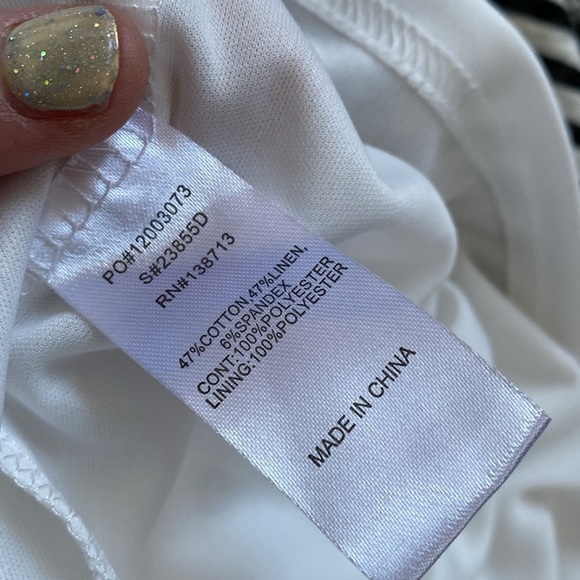 PO#12003073
S#23855D
RN#138713
47%COTTON,47%LINEN,
6%SPANDEX
CONT:100%POLYESTER
LINING:100%POLYESTER
MADE IN CHINA